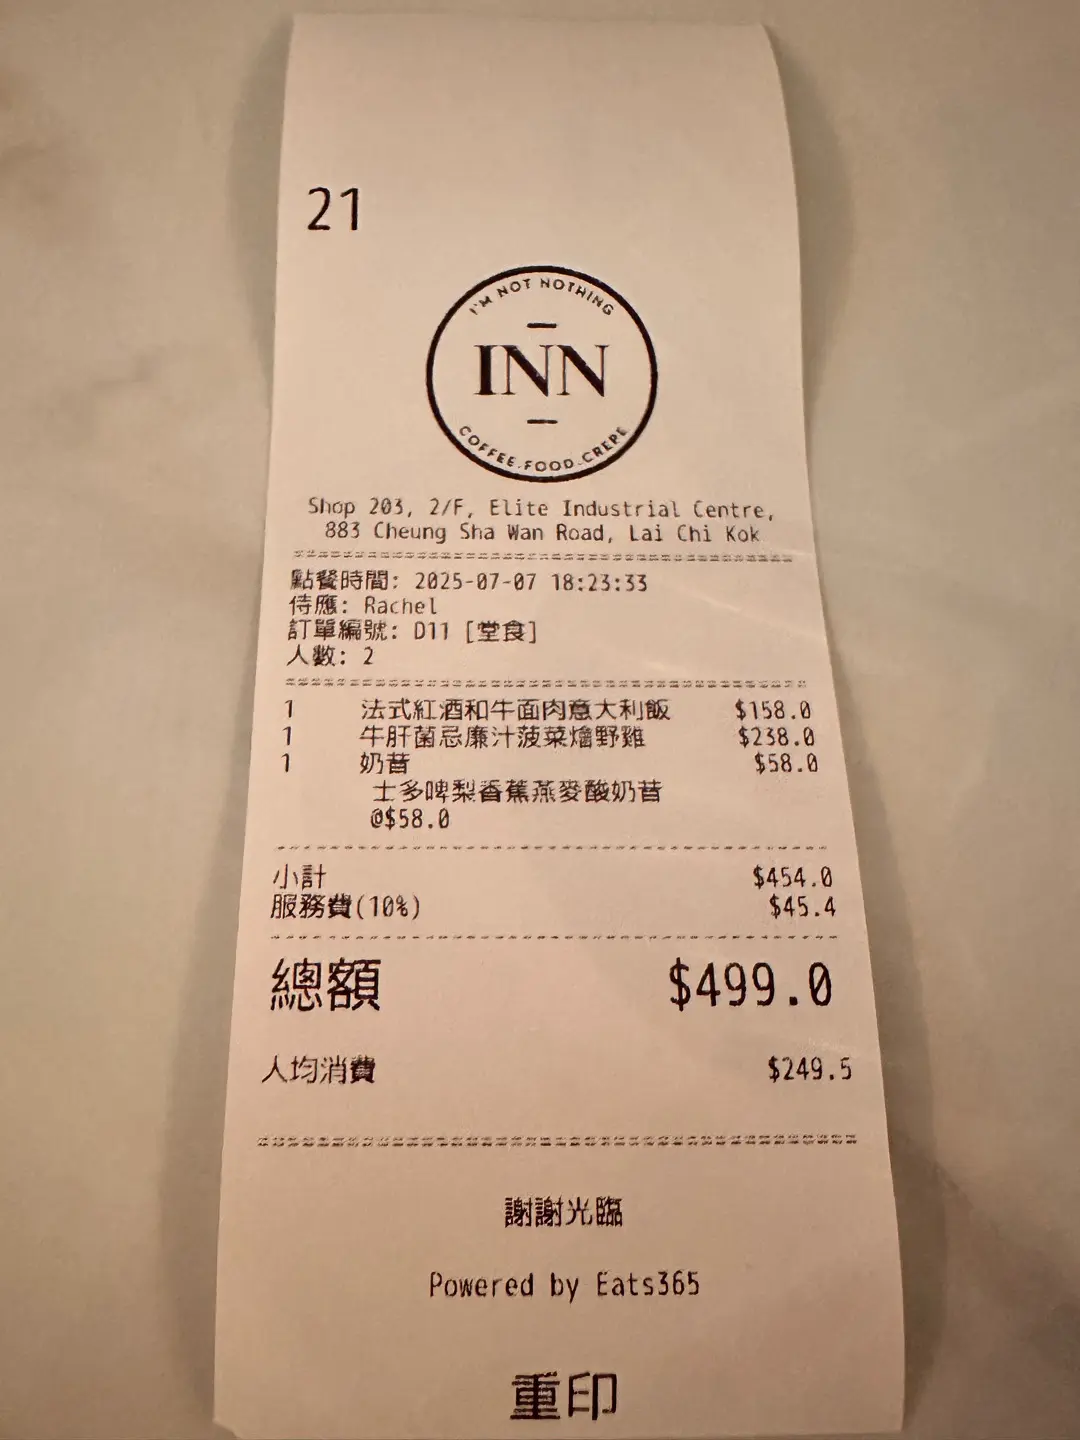 21
I'M NOT NOTHING
INN
COFFEE.FOOD.CREPE
Shop 203, 2/F, Elite Industrial Centre,
883 Cheung Sha Wan Road, Lai Chi Kok
點餐時間: 2025-07-07 18:23:33
侍應: Rachel
訂單編號: D11 [堂食]
人數: 2
1 法式紅酒和牛面肉意大利飯 $158.0
1 牛肝菌忌廉汁菠菜燴野雞 $238.0
1 奶昔 $58.0
士多啤梨香蕉燕麥酸奶昔
@$58.0
小計 $454.0
服務費(10%) $45.4
總額 $499.0
人均消費 $249.5
謝謝光臨
Powered by Eats365
重印